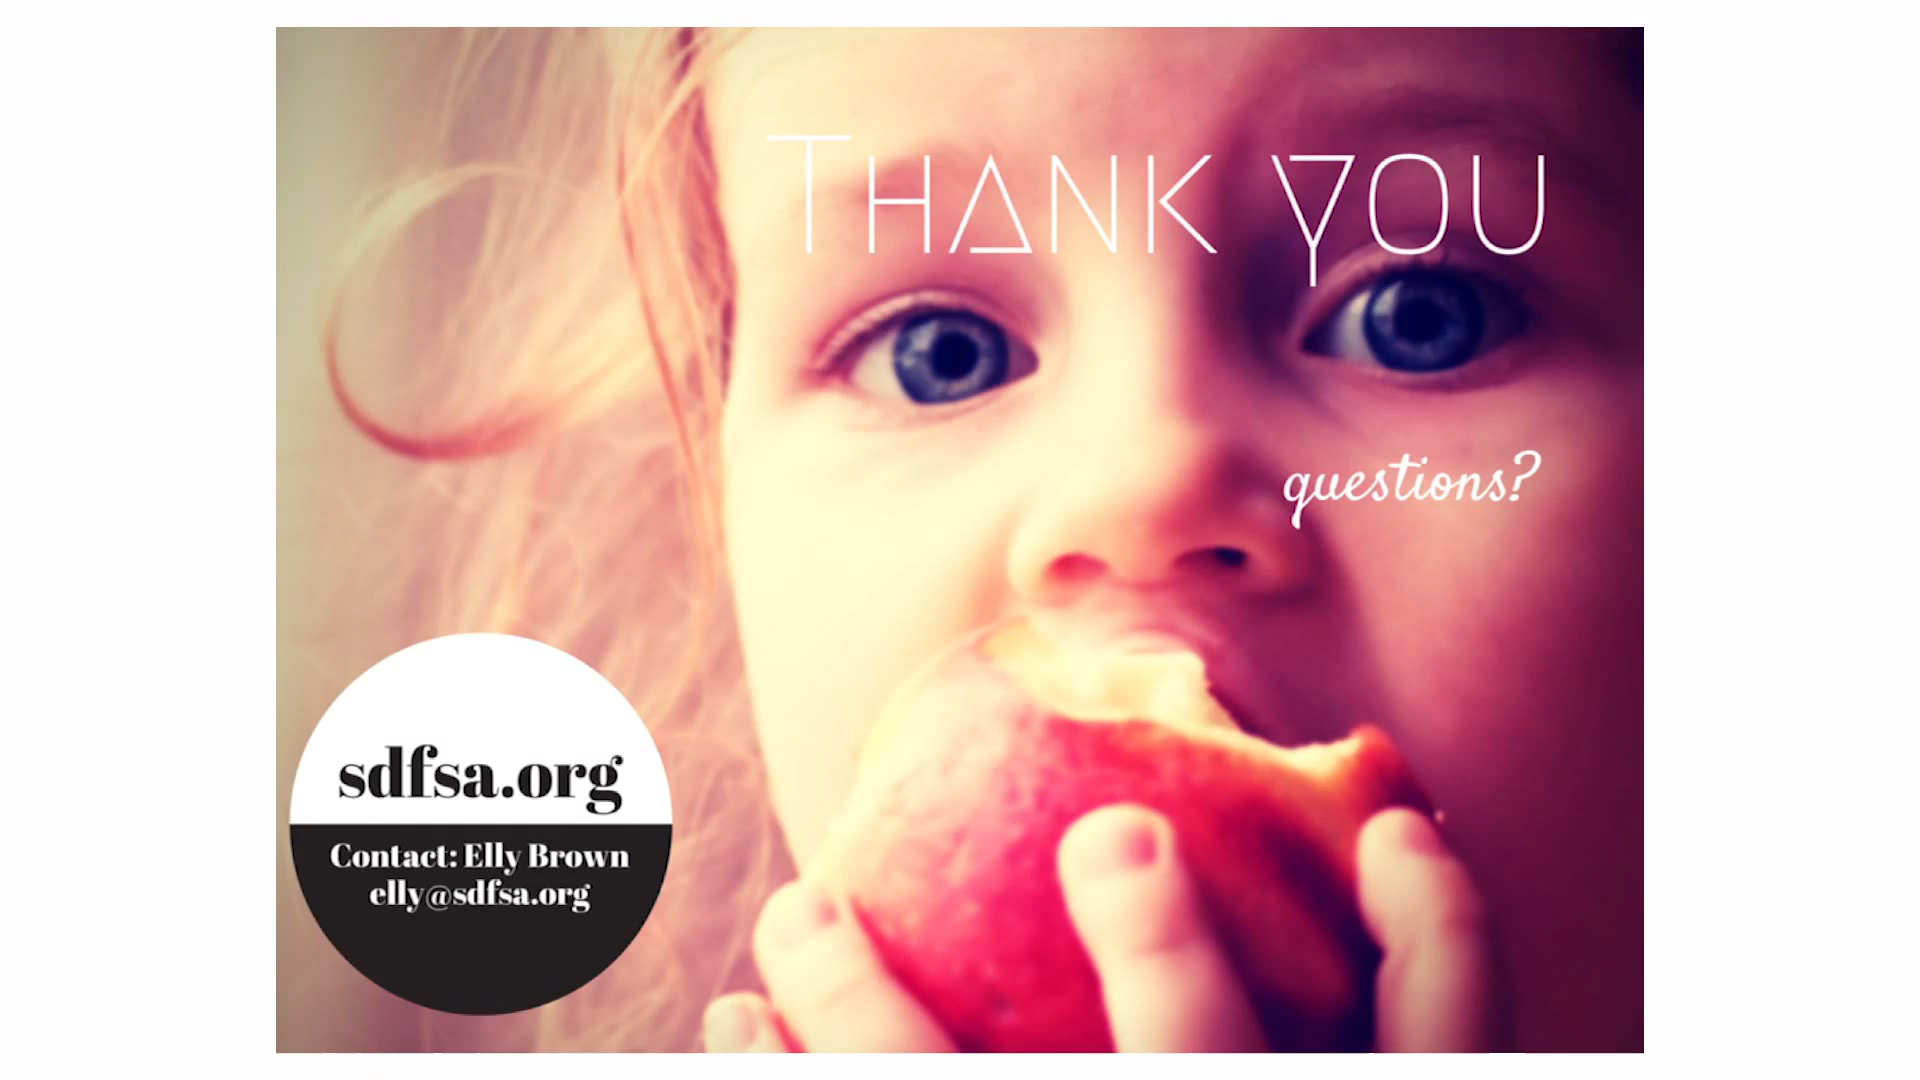 Thank you
questions?
sdfsa.org
Contact: Elly Brown
elly@sdfsa.org